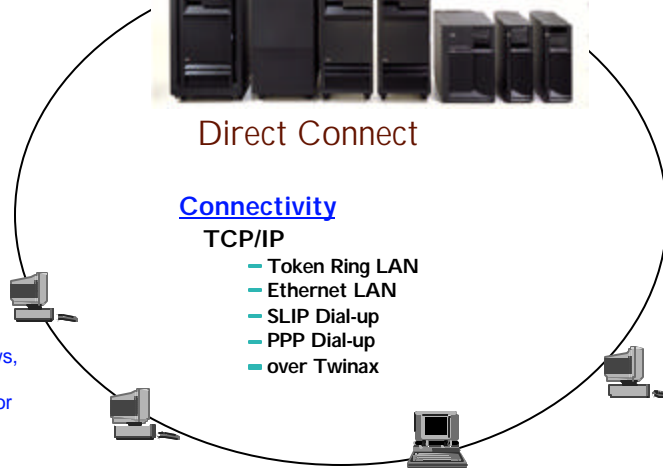 Direct Connect
Connectivity
TCP/IP
– Token Ring LAN
– Ethernet LAN
– SLIP Dial-up
– PPP Dial-up
– over Twinax
or